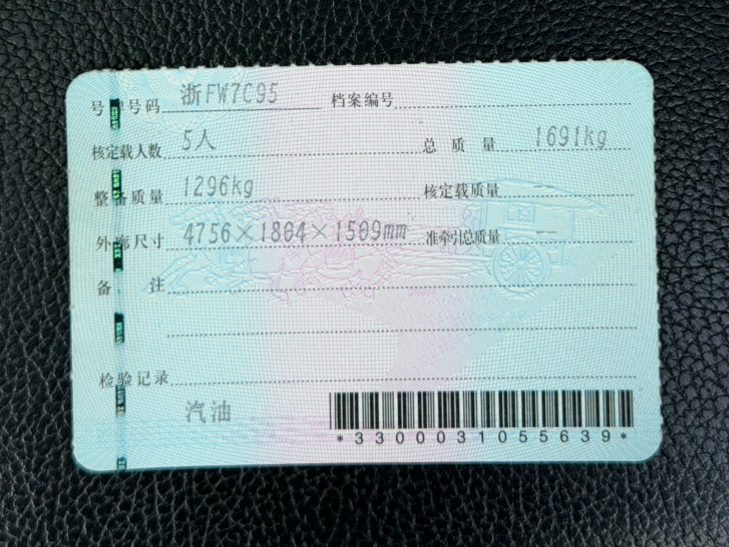 号牌号码 浙FW7C95 档案编号
核定载人数 5人 总质量 1691kg
整备质量 1296kg 核定载质量 --
外廓尺寸 4756×1804×1509mm 准牵引总质量 --
备注
检验记录
汽油
*3300031055639*